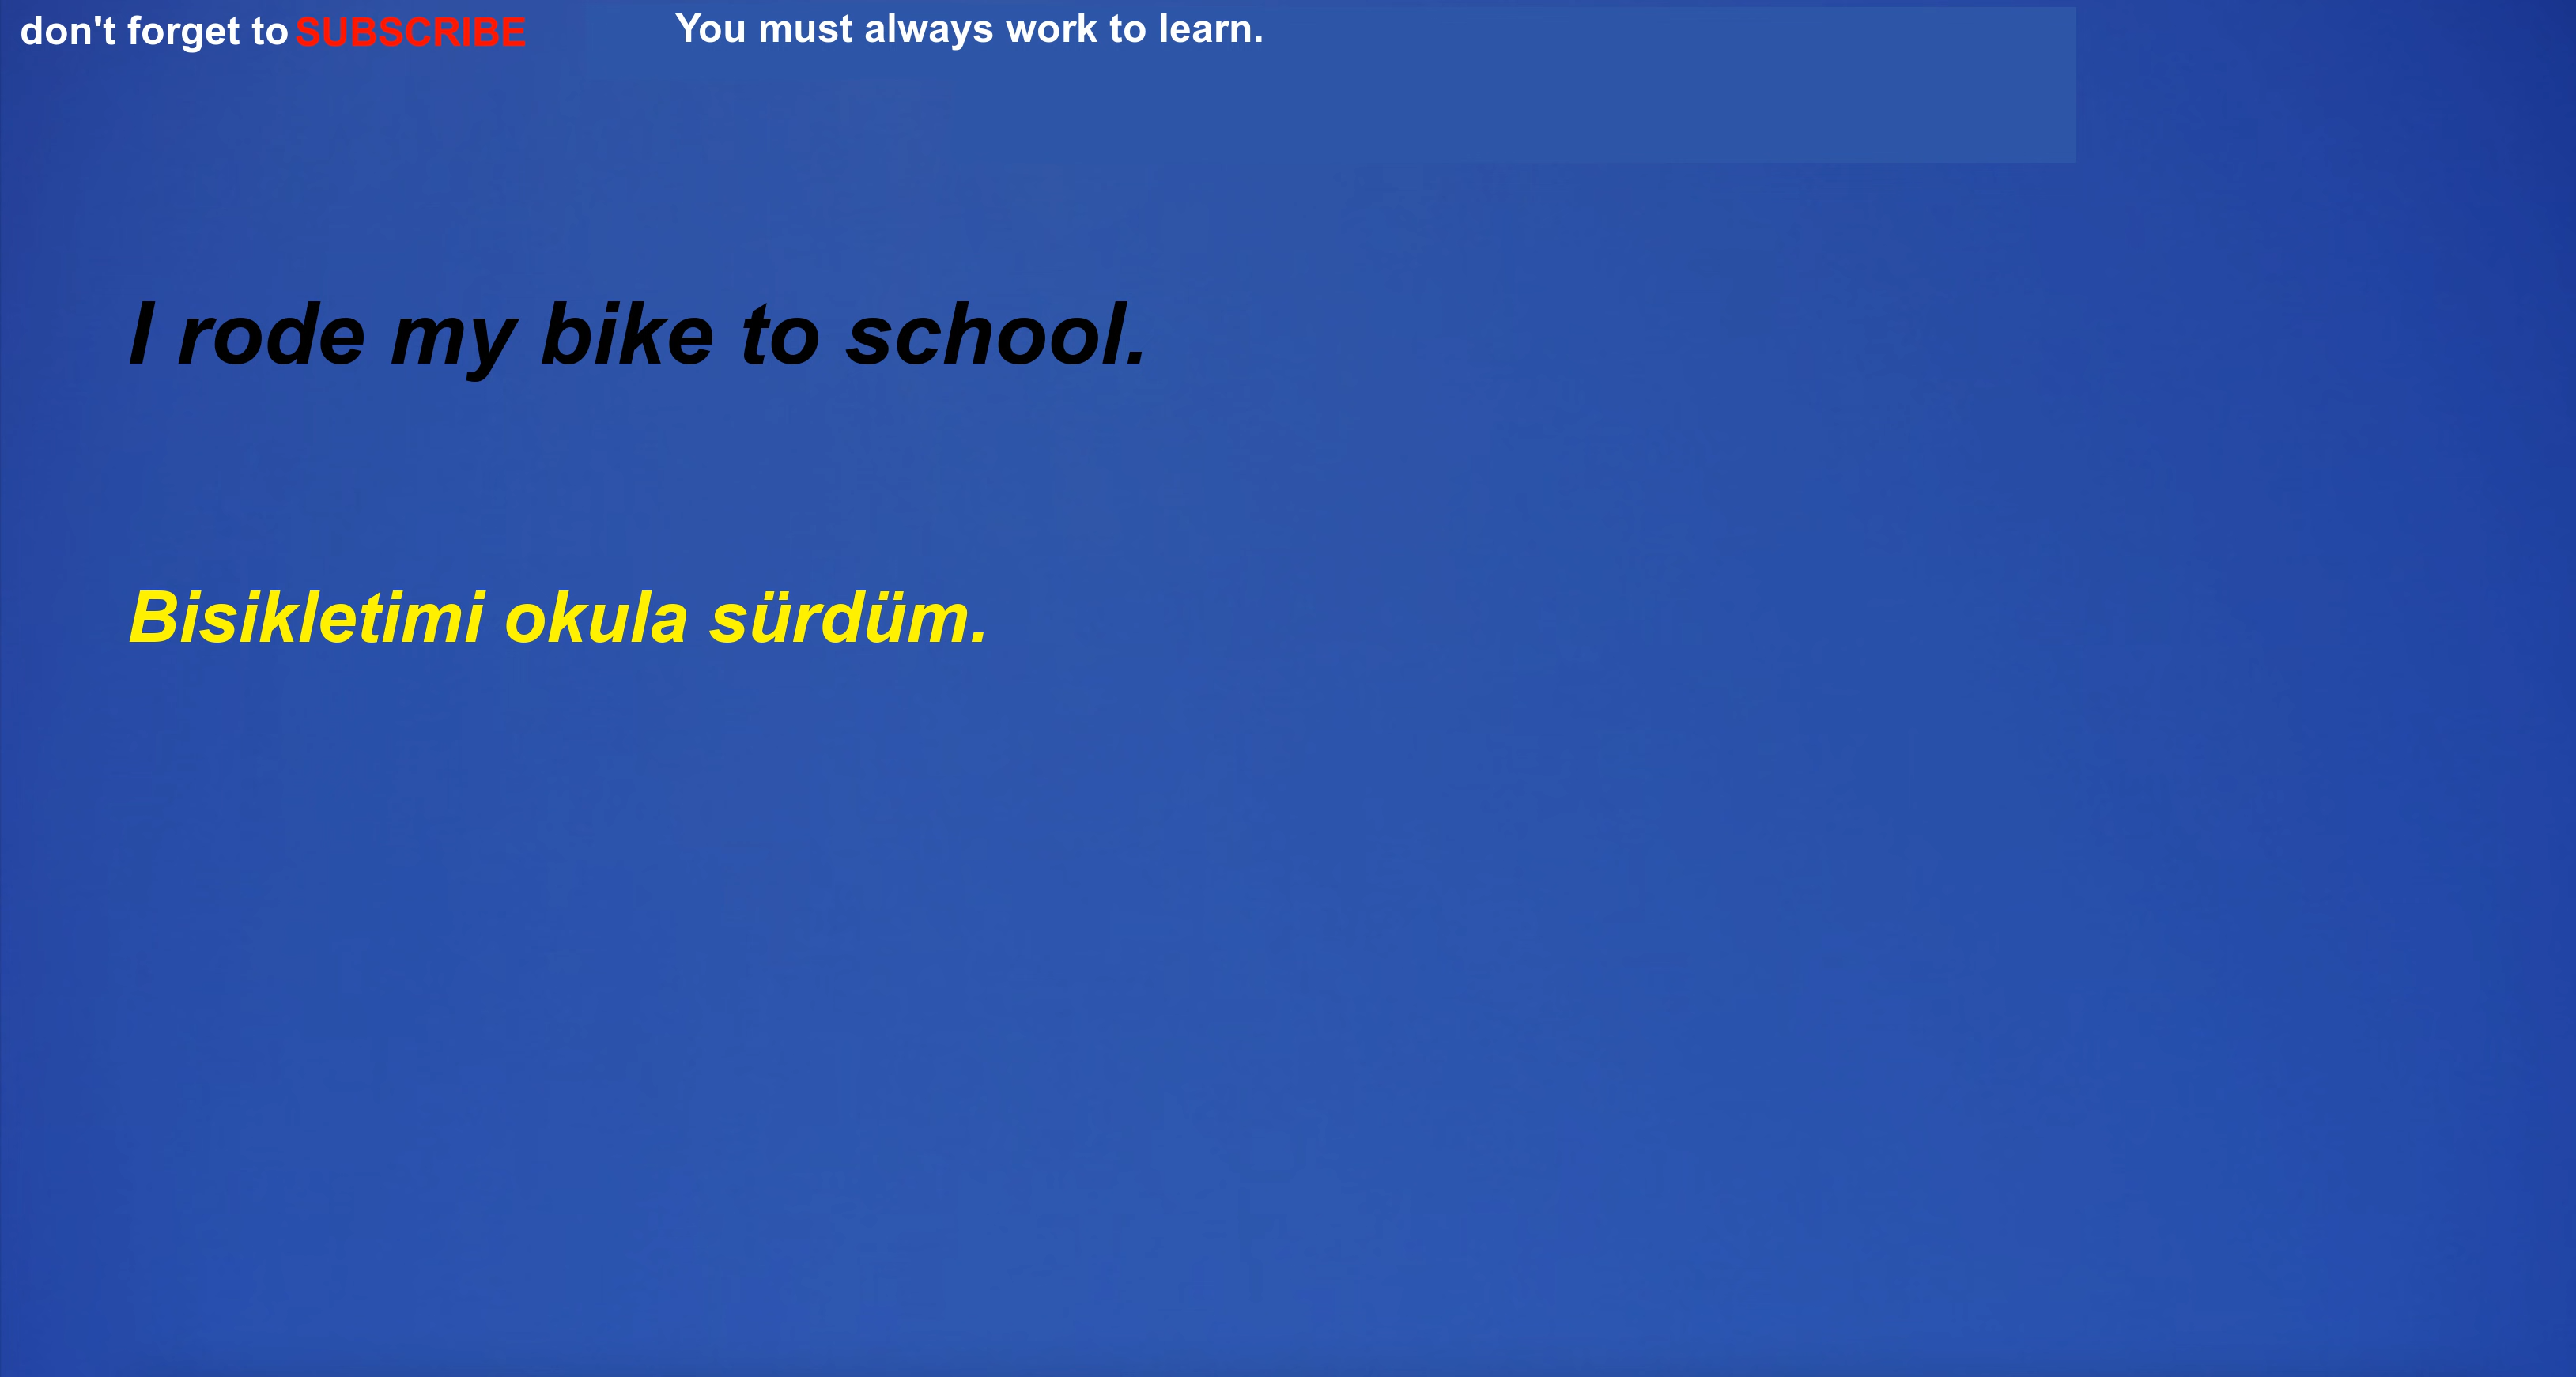 don't forget to SUBSCRIBE
You must always work to learn.
I rode my bike to school.
Bisikletimi okula sürdüm.